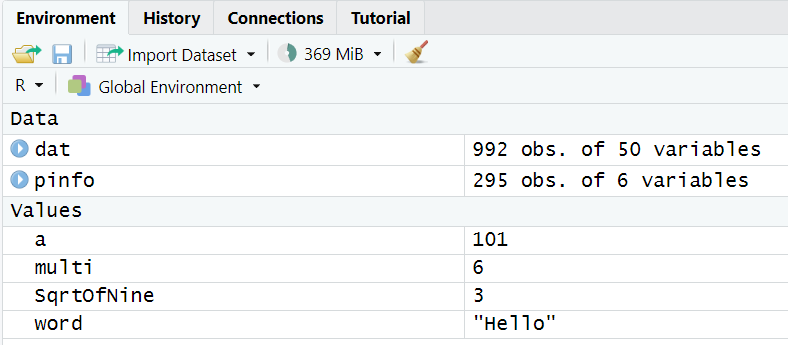 Environment History Connections Tutorial
Import Dataset 369 MiB
R Global Environment
Data
dat 992 obs. of 50 variables
pinfo 295 obs. of 6 variables
Values
a 101
multi 6
SqrtOfNine 3
word "Hello"